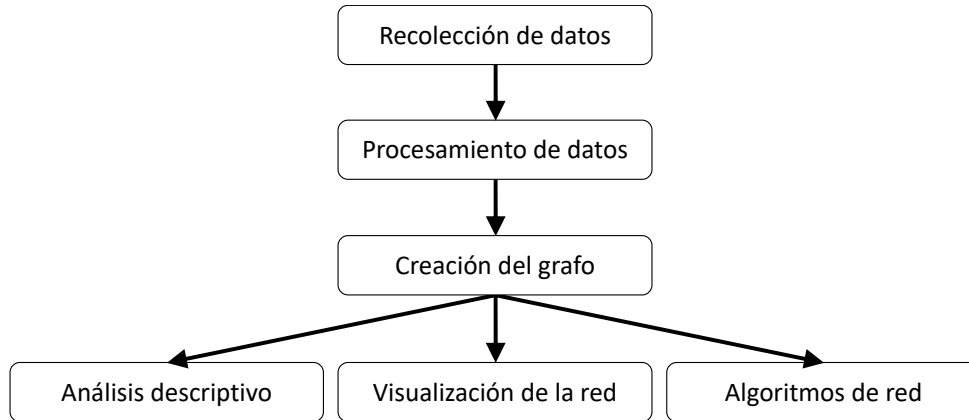 Recolección de datos
Procesamiento de datos
Creación del grafo
Análisis descriptivo
Visualización de la red
Algoritmos de red